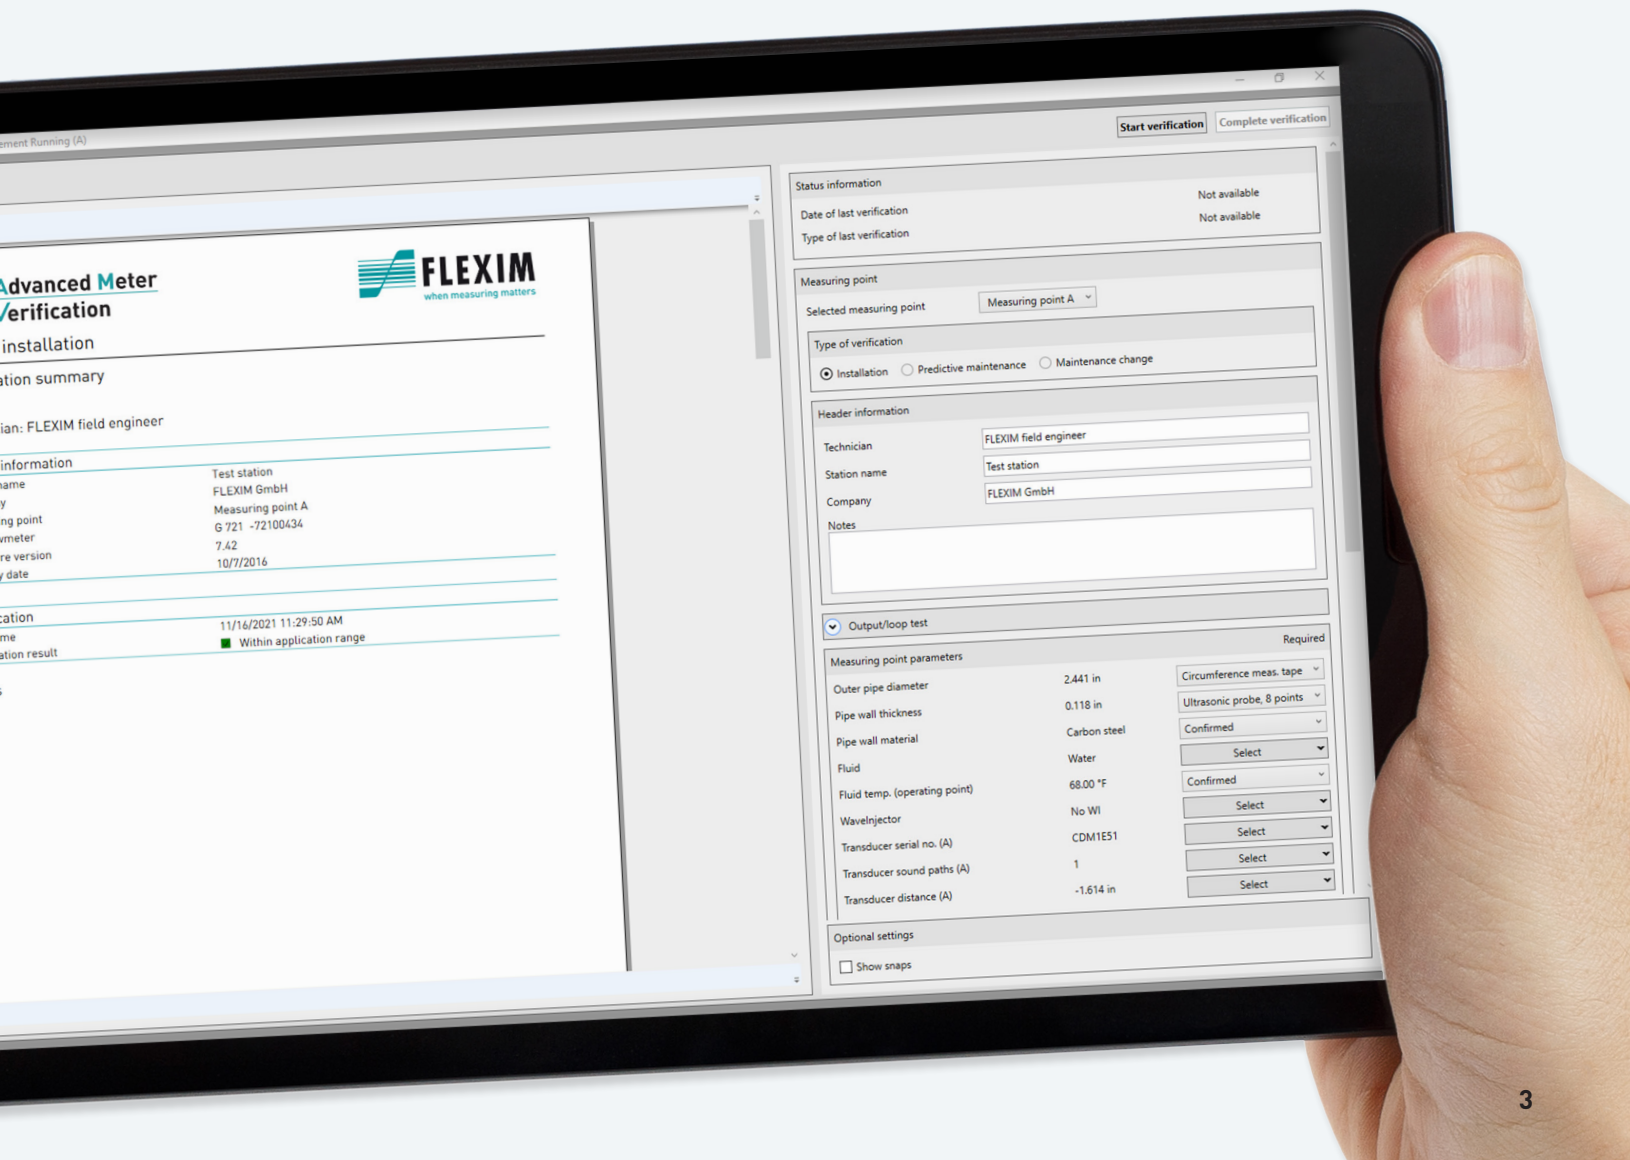 ement Running (A)
Start verification
Complete verification
Advanced Meter
Verification
installation
ation summary
ian: FLEXIM field engineer
information
ame Test station
y FLEXIM GmbH
ng point Measuring point A
wmeter G 721 -72100434
re version 7.42
y date 10/7/2016
cation
me 11/16/2021 11:29:50 AM
ation result Within application range
s
FLEXIM
when measuring matters
Status information
Date of last verification Not available
Type of last verification Not available
Measuring point
Selected measuring point Measuring point A
Type of verification
Installation Predictive maintenance Maintenance change
Header information
Technician FLEXIM field engineer
Station name Test station
Company FLEXIM GmbH
Notes
Output/loop test
Measuring point parameters Required
Outer pipe diameter 2.441 in Circumference meas. tape
Pipe wall thickness 0.118 in Ultrasonic probe, 8 points
Pipe wall material Carbon steel Confirmed
Fluid Water Select
Fluid temp. (operating point) 68.00 °F Confirmed
WaveInjector No WI Select
Transducer serial no. (A) CDM1E51 Select
Transducer sound paths (A) 1 Select
Transducer distance (A) -1.614 in Select
Optional settings
Show snaps
3